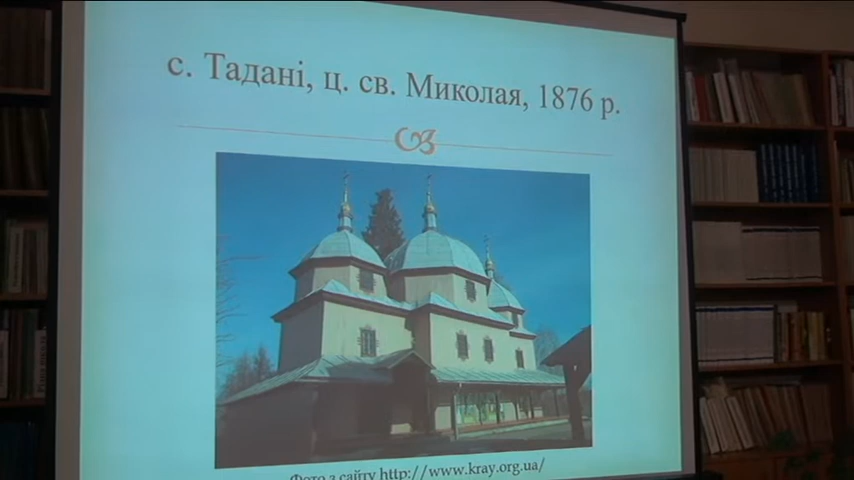 с. Тадані, ц. св. Миколая, 1876 р.
Фото з сайту http://www.kray.org.ua/